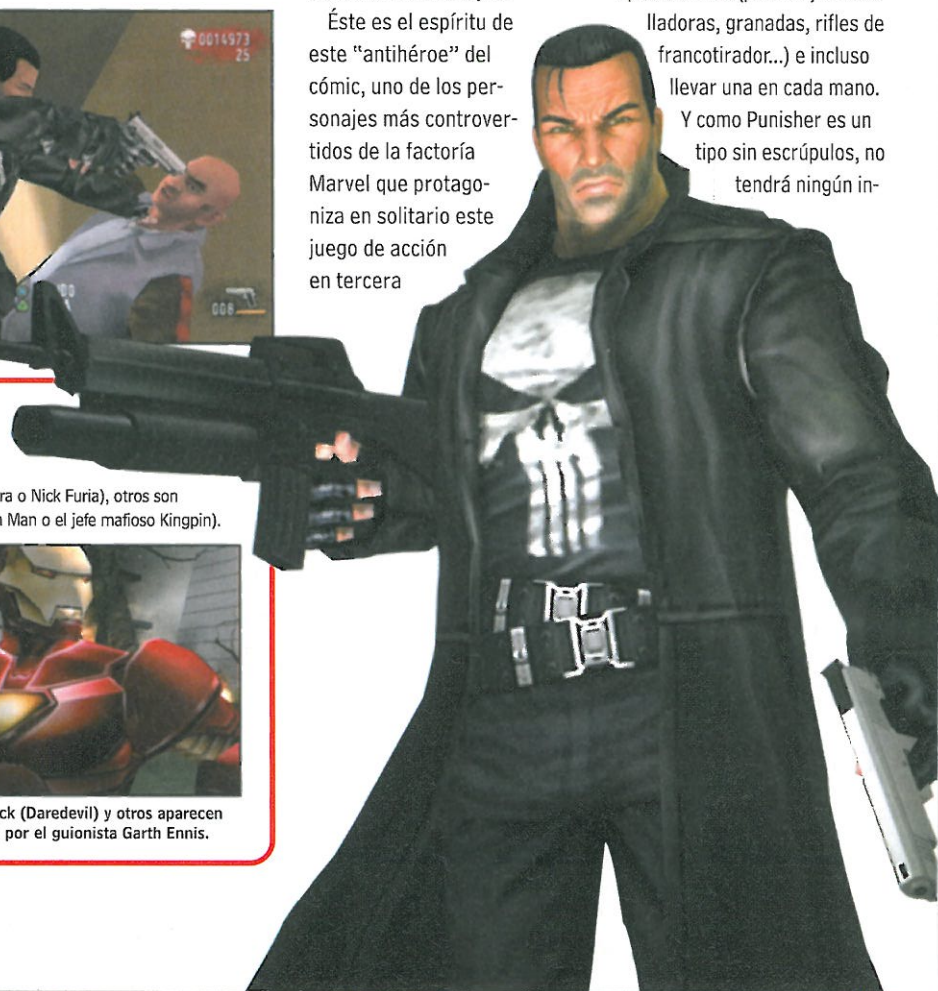 0014973
25
008
Éste es el espíritu de
este "antihéroe" del
cómic, uno de los per-
sonajes más controver-
tidos de la factoría
Marvel que protago-
niza en solitario este
juego de acción
en tercera
lladoras, granadas, rifles de
francotirador...) e incluso
llevar una en cada mano.
Y como Punisher es un
tipo sin escrúpulos, no
tendrá ningún in-
ra o Nick Furia), otros son
Man o el jefe mafioso Kingpin).
ck (Daredevil) y otros aparecen
por el guionista Garth Ennis.